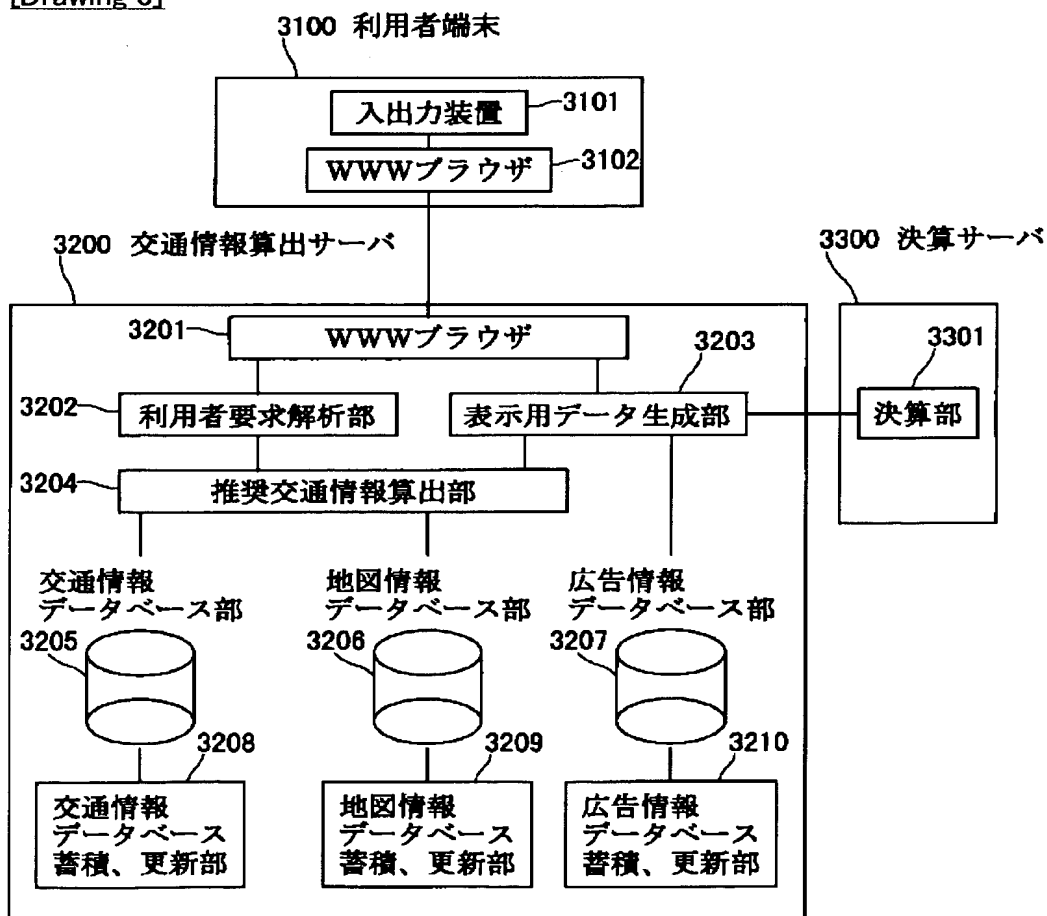 3100 利用者端末
入出力装置
3101
WWWブラウザ
3102
3200 交通情報算出サーバ
3300 決算サーバ
3201
WWWブラウザ
3203
3301
3202
利用者要求解析部
表示用データ生成部
決算部
3204
推奨交通情報算出部
交通情報
データベース部
地図情報
データベース部
広告情報
データベース部
3205
3206
3207
3208
3209
3210
交通情報
データベース
蓄積、更新部
地図情報
データベース
蓄積、更新部
広告情報
データベース
蓄積、更新部